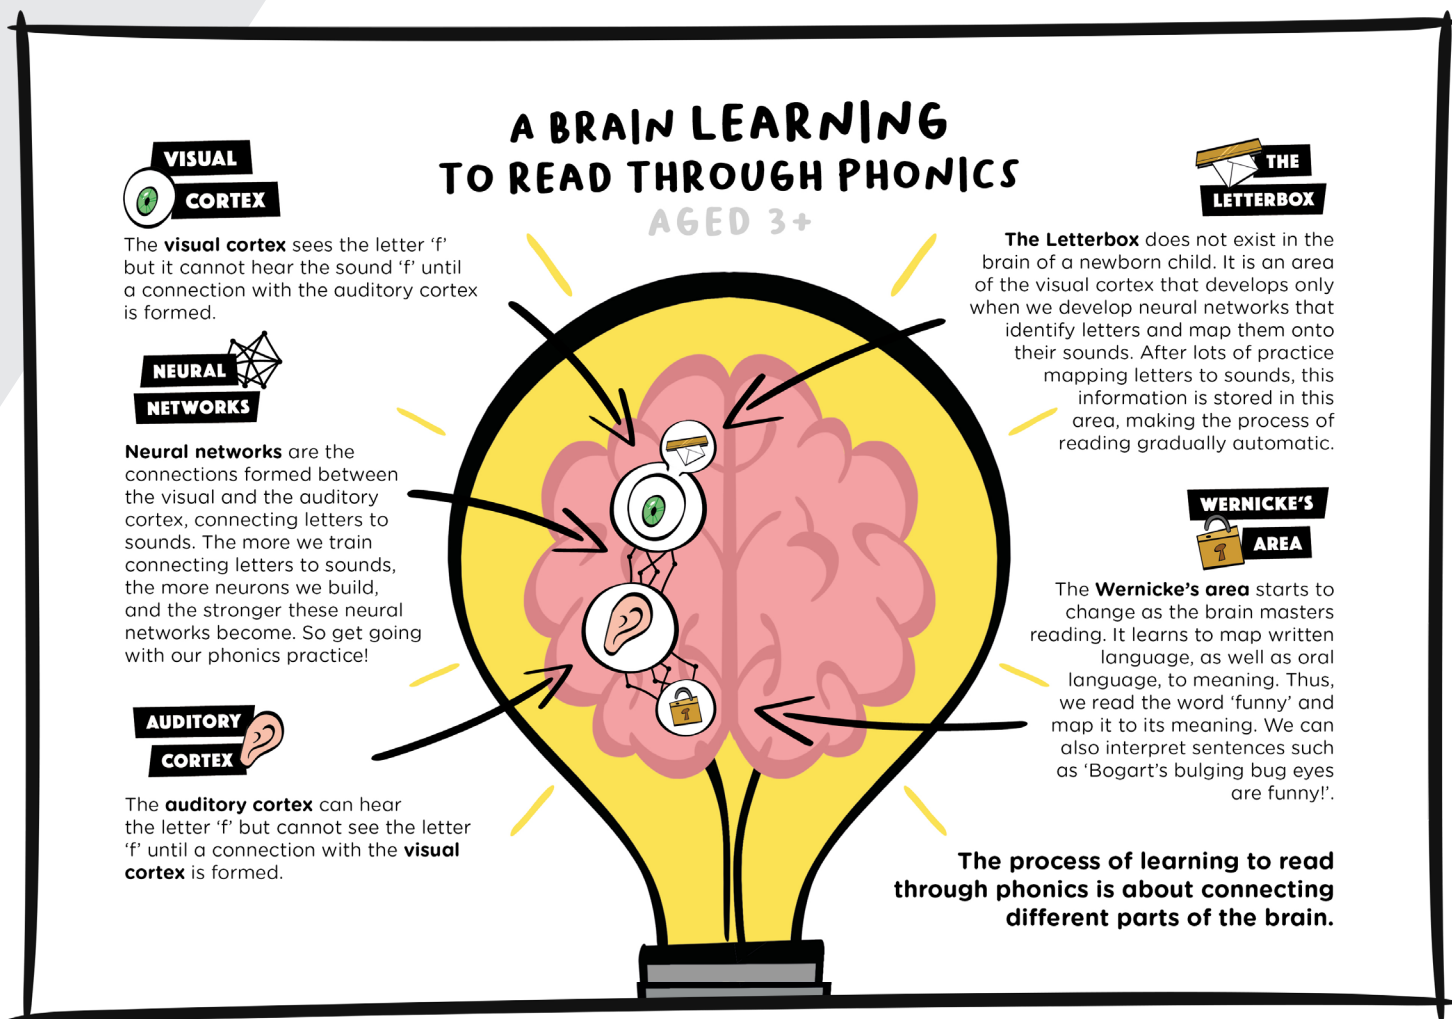 A BRAIN LEARNING
TO READ THROUGH PHONICS
AGED 3+
VISUAL
CORTEX
The visual cortex sees the letter ‘f’
but it cannot hear the sound ‘f’ until
a connection with the auditory cortex
is formed.
NEURAL
NETWORKS
Neural networks are the
connections formed between
the visual and the auditory
cortex, connecting letters to
sounds. The more we train
connecting letters to sounds,
the more neurons we build,
and the stronger these neural
networks become. So get going
with our phonics practice!
AUDITORY
CORTEX
The auditory cortex can hear
the letter ‘f’ but cannot see the letter
‘f’ until a connection with the visual
cortex is formed.
THE
LETTERBOX
The Letterbox does not exist in the
brain of a newborn child. It is an area
of the visual cortex that develops only
when we develop neural networks that
identify letters and map them onto
their sounds. After lots of practice
mapping letters to sounds, this
information is stored in this
area, making the process of
reading gradually automatic.
WERNICKE’S
AREA
The Wernicke’s area starts to
change as the brain masters
reading. It learns to map written
language, as well as oral
language, to meaning. Thus,
we read the word ‘funny’ and
map it to its meaning. We can
also interpret sentences such
as ‘Bogart’s bulging bug eyes
are funny!’.
The process of learning to read
through phonics is about connecting
different parts of the brain.